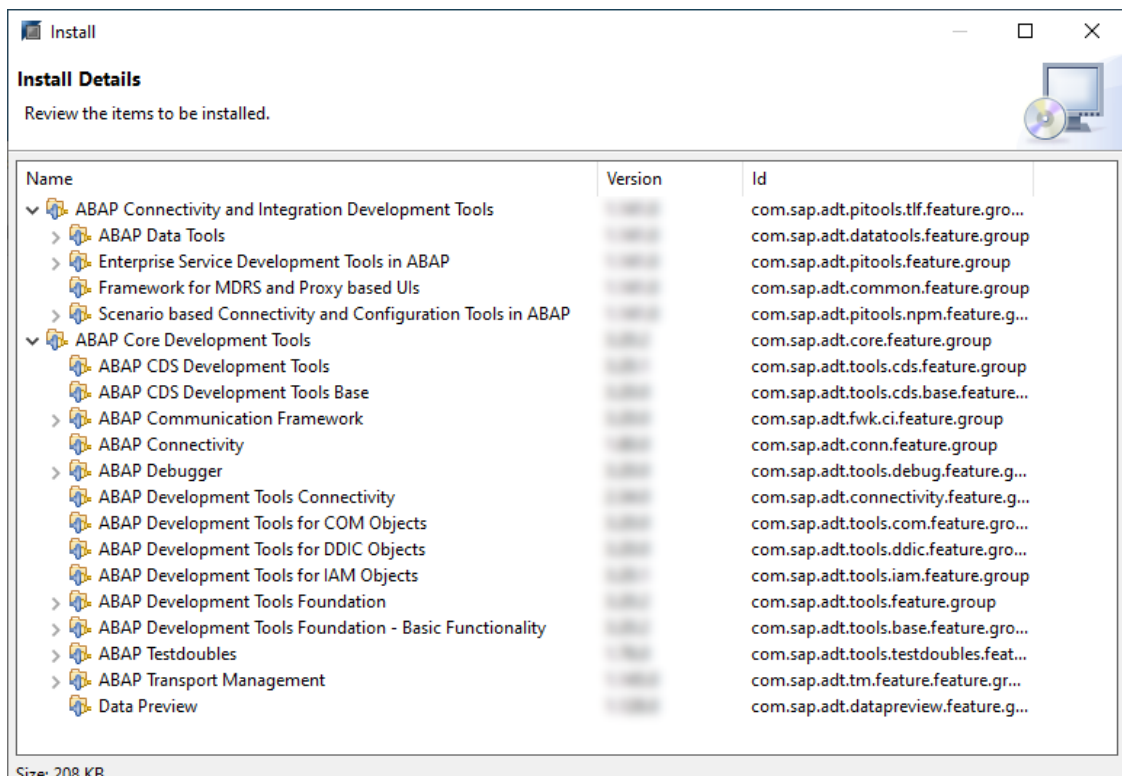 Install
Install Details
Review the items to be installed.
Name Version Id
ABAP Connectivity and Integration Development Tools com.sap.adt.pitools.tlf.feature.gro...
ABAP Data Tools com.sap.adt.datatools.feature.group
Enterprise Service Development Tools in ABAP com.sap.adt.pitools.feature.group
Framework for MDRS and Proxy based UIs com.sap.adt.common.feature.group
Scenario based Connectivity and Configuration Tools in ABAP com.sap.adt.pitools.npm.feature.g...
ABAP Core Development Tools com.sap.adt.core.feature.group
ABAP CDS Development Tools com.sap.adt.tools.cds.feature.group
ABAP CDS Development Tools Base com.sap.adt.tools.cds.base.feature...
ABAP Communication Framework com.sap.adt.fwk.ci.feature.group
ABAP Connectivity com.sap.adt.conn.feature.group
ABAP Debugger com.sap.adt.tools.debug.feature.g...
ABAP Development Tools Connectivity com.sap.adt.connectivity.feature.g...
ABAP Development Tools for COM Objects com.sap.adt.tools.com.feature.gro...
ABAP Development Tools for DDIC Objects com.sap.adt.tools.ddic.feature.gro...
ABAP Development Tools for IAM Objects com.sap.adt.tools.iam.feature.group
ABAP Development Tools Foundation com.sap.adt.tools.feature.group
ABAP Development Tools Foundation - Basic Functionality com.sap.adt.tools.base.feature.gro...
ABAP Testdoubles com.sap.adt.tools.testdoubles.feat...
ABAP Transport Management com.sap.adt.tm.feature.feature.gr...
Data Preview com.sap.adt.datapreview.feature.g...
Size: 208 KB